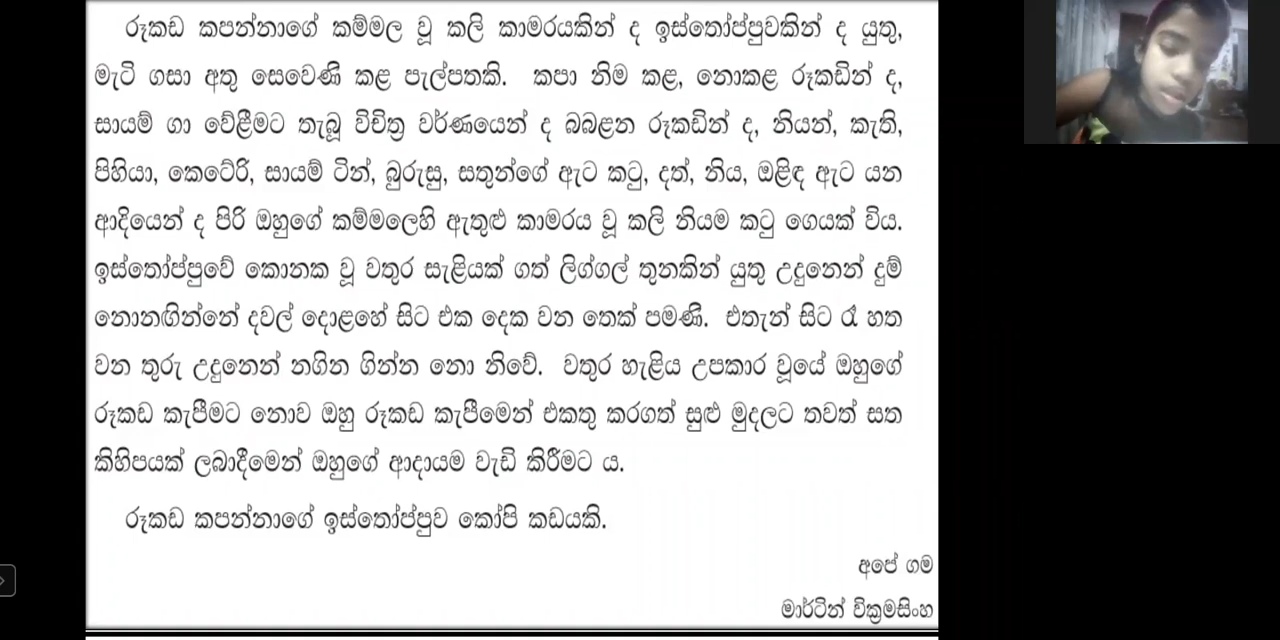 රූකඩ කපන්නාගේ කම්මල වූ කලි කාමරයකින් ද ඉස්තෝප්පුවකින් ද යුතු,
මැටි ගසා අතු සෙවෙණි කළ පැල්පතකි. කපා නිම කළ, නොකළ රූකඩින් ද,
සායම් ගා වේළීමට තැබූ විචිත්‍ර වර්ණයෙන් ද බබළන රූකඩින් ද, නියන්, කැති,
පිහියා, කෙටේරි, සායම් ටින්, බුරුසු, සතුන්ගේ ඇට කටු, දත්, නිය, ඔළිඳ ඇට යන
ආදියෙන් ද පිරි ඔහුගේ කම්මලෙහි ඇතුළු කාමරය වූ කලි නියම කටු ගෙයක් විය.
ඉස්තෝප්පුවේ කොනක වූ වතුර සැළියක් ගත් ලිග්ගල් තුනකින් යුතු උදුනෙන් දුම්
නොනඟින්නේ දවල් දොළහේ සිට එක දෙක වන තෙක් පමණි. එතැන් සිට රෑ හත
වන තුරු උදුනෙන් නගින ගින්න නො නිවේ. වතුර හැළිය උපකාර වූයේ ඔහුගේ
රූකඩ කැපීමට නොව ඔහු රූකඩ කැපීමෙන් එකතු කරගත් සුළු මුදලට තවත් සත
කිහිපයක් ලබාදීමෙන් ඔහුගේ ආදායම වැඩි කිරීමට ය.
රූකඩ කපන්නාගේ ඉස්තෝප්පුව කෝපි කඩයකි.
අපේ ගම
මාර්ටින් වික්‍රමසිංහ